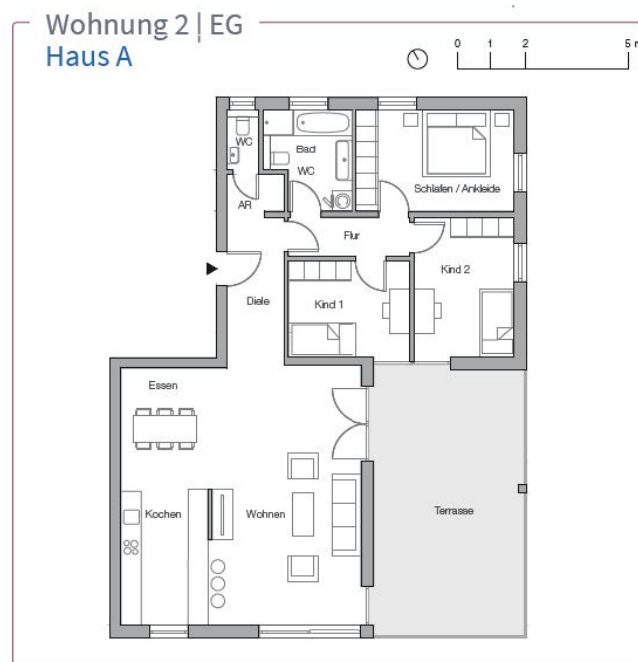 Wohnung 2 | EG
Haus A
0 1 2 5 m
WC
Bad
WC
Schlafen / Ankleide
AR
Flur
Kind 2
Diele
Kind 1
Essen
Kochen
Wohnen
Terrasse